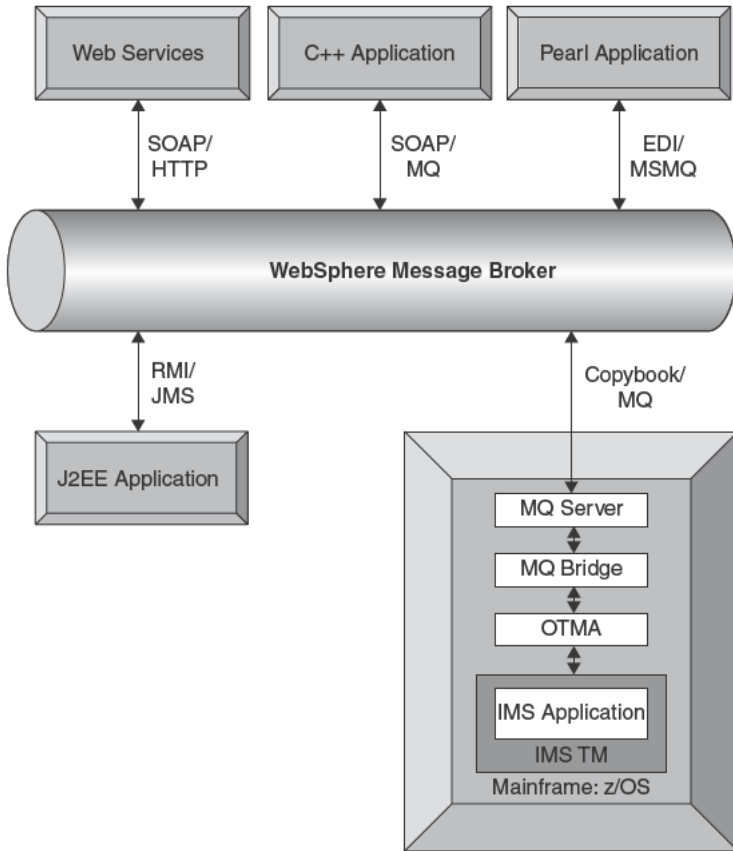 Web Services
C++ Application
Pearl Application
SOAP/
HTTP
SOAP/
MQ
EDI/
MSMQ
WebSphere Message Broker
RMI/
JMS
Copybook/
MQ
J2EE Application
MQ Server
MQ Bridge
OTMA
IMS Application
IMS TM
Mainframe: z/OS